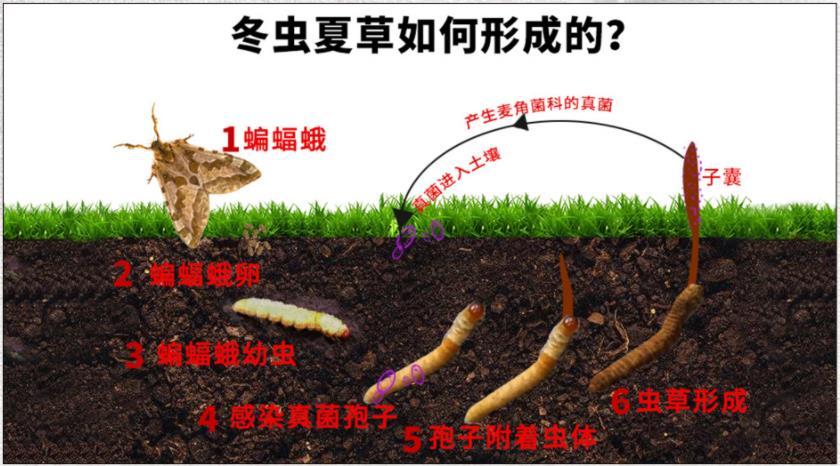 冬虫夏草如何形成的？
产生麦角菌科的真菌
1蝙蝠蛾
真菌进入土壤
子囊
2 蝙蝠蛾卵
3 蝙蝠蛾幼虫
6虫草形成
4 感染真菌孢子
5孢子附着虫体